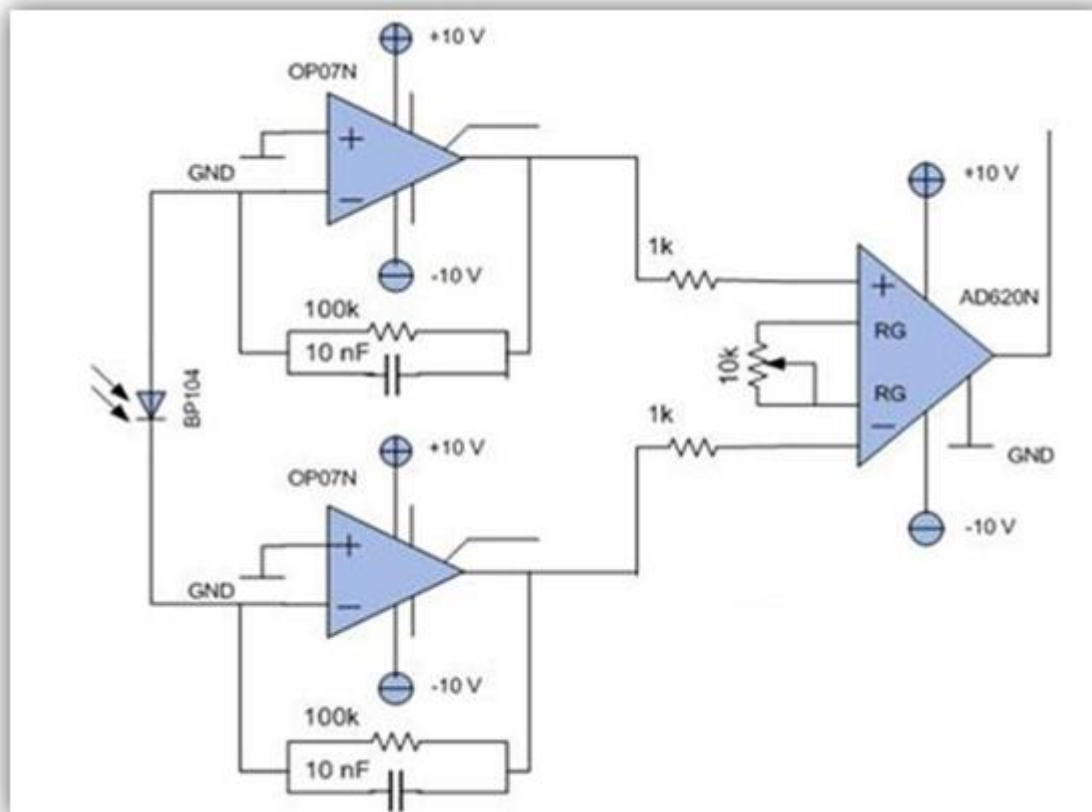 +10 V
OP07N
+
GND
−
-10 V
100k
10 nF
BP104
+10 V
OP07N
+
GND
−
-10 V
100k
10 nF
1k
1k
10k
+10 V
+
AD620N
RG
RG
−
GND
-10 V